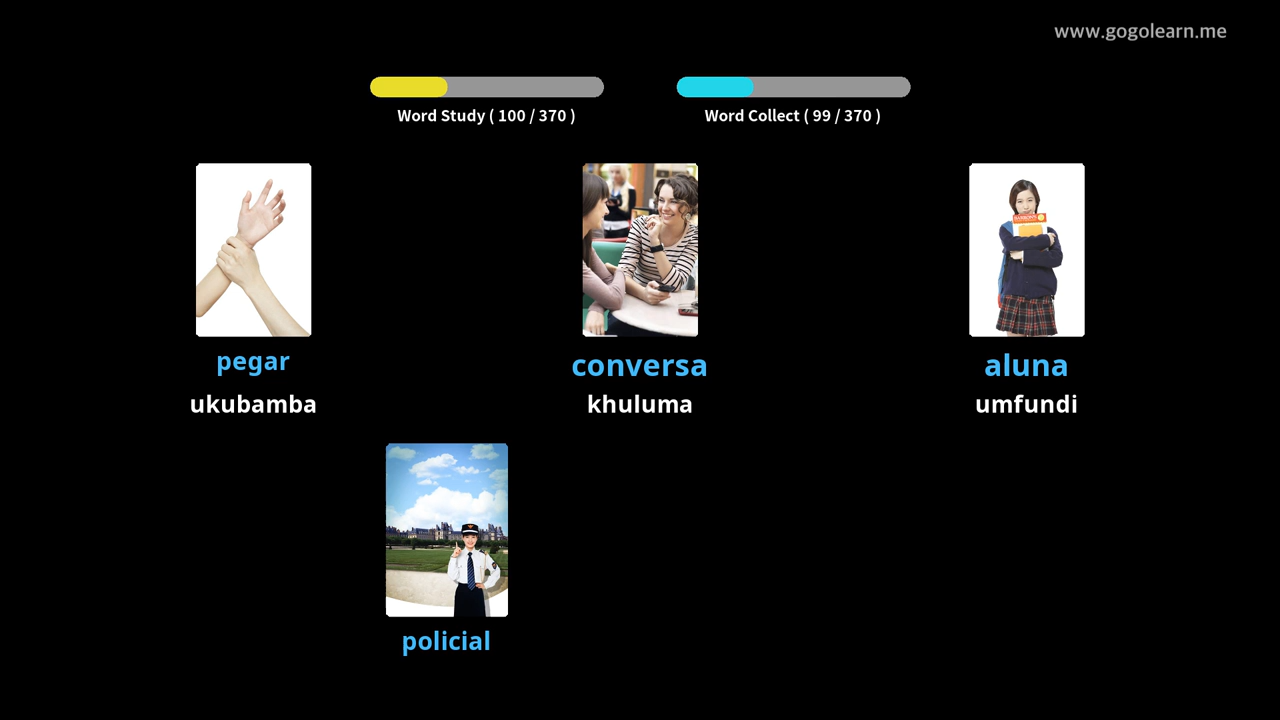 www.gogolearn.me
Word Study ( 100 / 370 )
Word Collect ( 99 / 370 )
pegar
ukubamba
conversa
khuluma
aluna
umfundi
policial